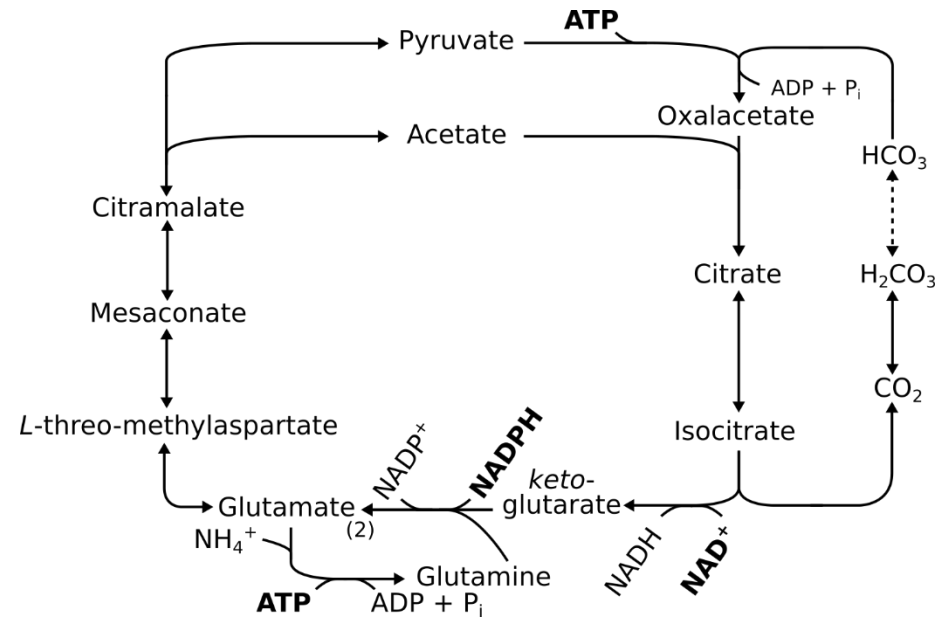 ATP
Pyruvate
ADP + Pᵢ
Oxalacetate
Acetate
HCO₃
Citramalate
Citrate
H₂CO₃
Mesaconate
CO₂
L-threo-methylaspartate
Isocitrate
NADP⁺
NADPH
keto-
glutarate
Glutamate
(2)
NADH
NAD⁺
NH₄⁺
Glutamine
ATP
ADP + Pᵢ